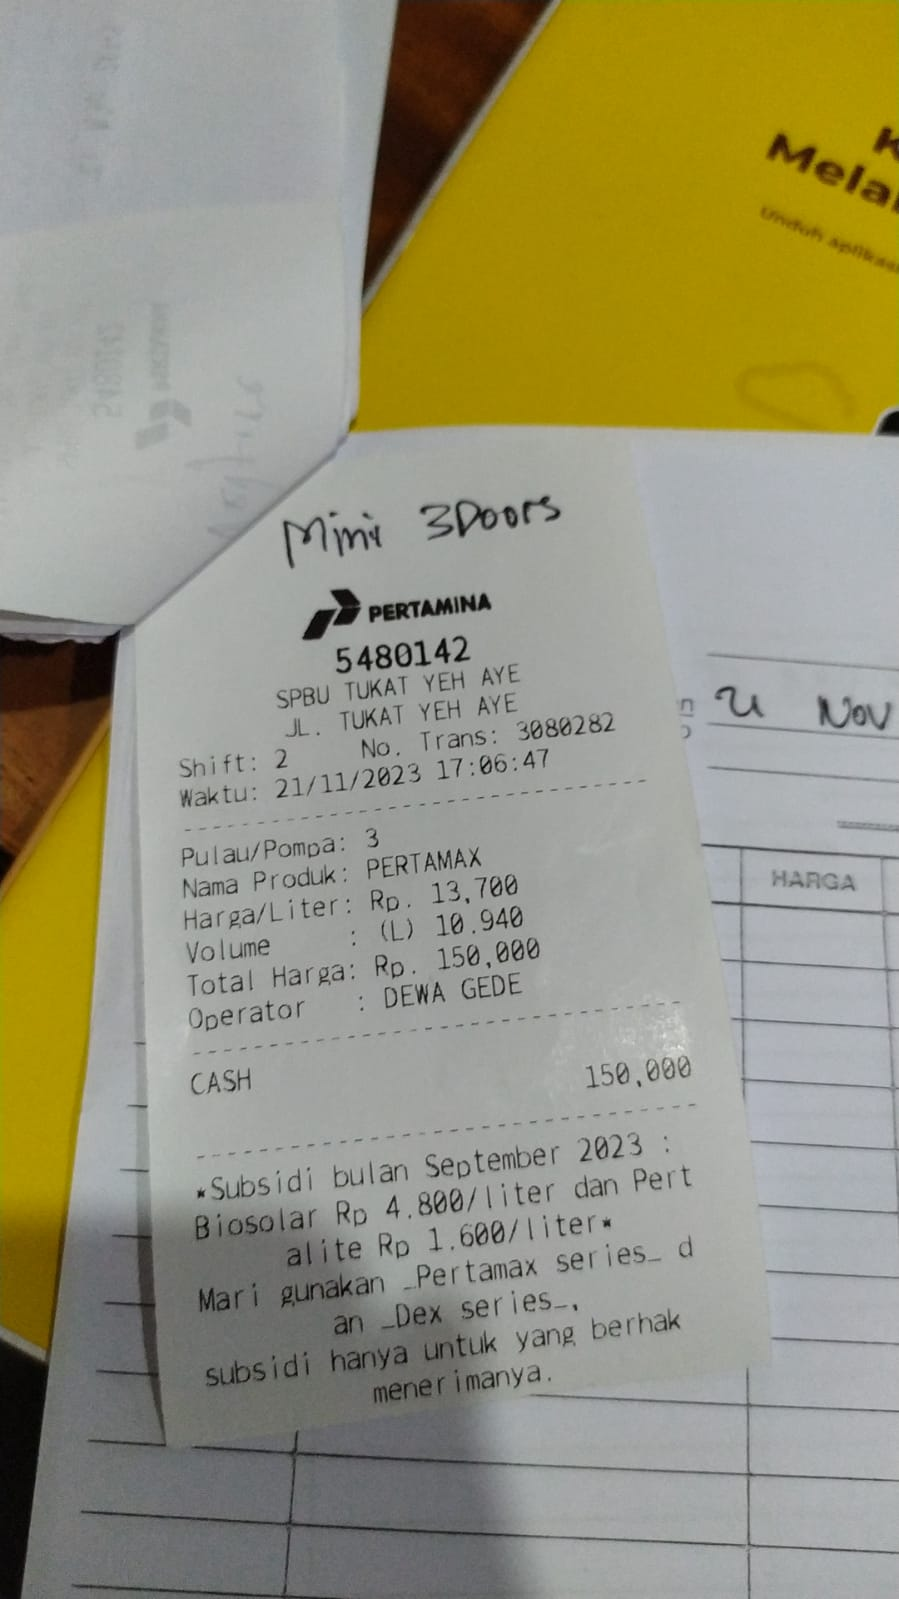 K
Mela
Unduh aplikasi
Mini 3Doors
PERTAMINA
5480142
SPBU TUKAT YEH AYE
JL. TUKAT YEH AYE
Shift: 2 No. Trans: 3080282
Waktu: 21/11/2023 17:06:47
Pulau/Pompa: 3
Nama Produk: PERTAMAX
Harga/Liter: Rp. 13,700
Volume : (L) 10.940
Total Harga: Rp. 150,000
Operator : DEWA GEDE
CASH 150,000
*Subsidi bulan September 2023 :
Biosolar Rp 4.800/liter dan Pert
alite Rp 1.600/liter*
Mari gunakan _Pertamax series_ d
an _Dex series_,
subsidi hanya untuk yang berhak
menerimanya.
Nov
HARGA